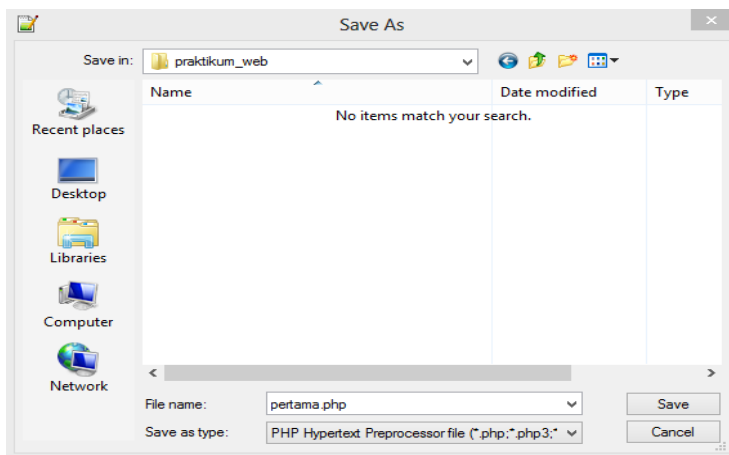 Save As
Save in: praktikum_web
Name Date modified Type
No items match your search.
Recent places
Desktop
Libraries
Computer
Network
File name: pertama.php Save
Save as type: PHP Hypertext Preprocessor file (*.php;*.php3;* Cancel